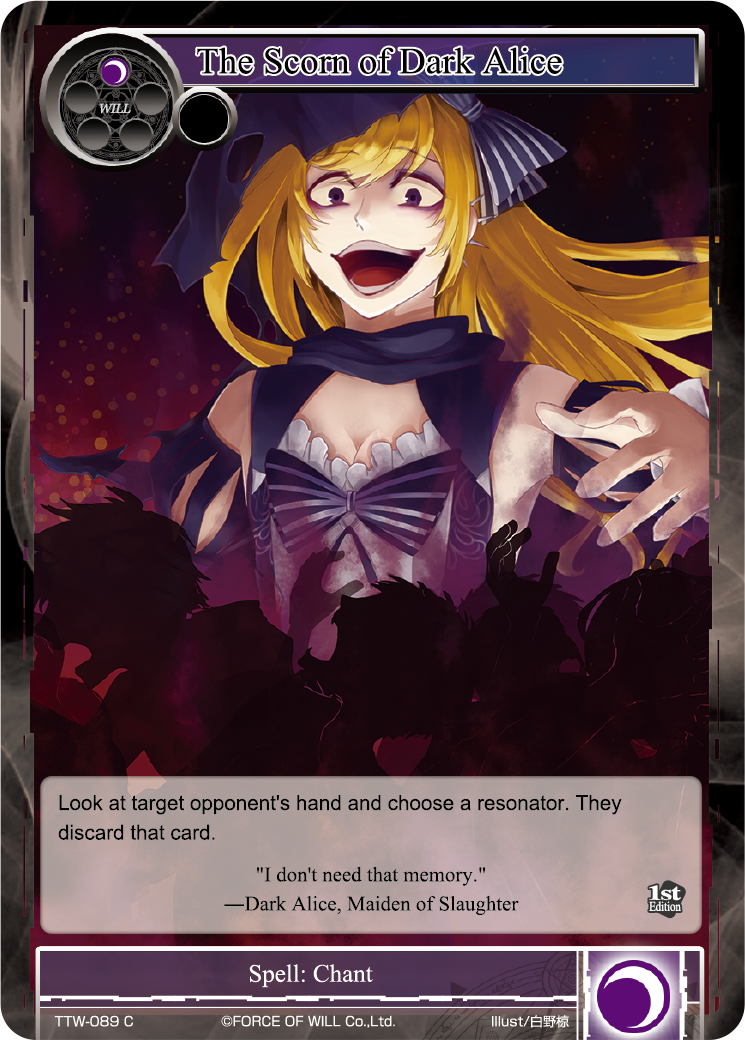 The Scorn of Dark Alice
WILL
Look at target opponent's hand and choose a resonator. They
discard that card.
"I don't need that memory."
—Dark Alice, Maiden of Slaughter
1st
Edition
Spell: Chant
TTW-089 C ©FORCE OF WILL Co.,Ltd. Illust/白野椋